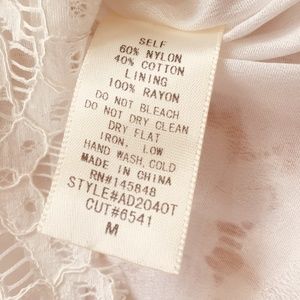 SELF
60% NYLON
40% COTTON
LINING
100% RAYON
DO NOT BLEACH
DO NOT DRY CLEAN
DRY FLAT
IRON, LOW
HAND WASH, COLD
MADE IN CHINA
RN#145848
STYLE#AD2040T
CUT#6541
M